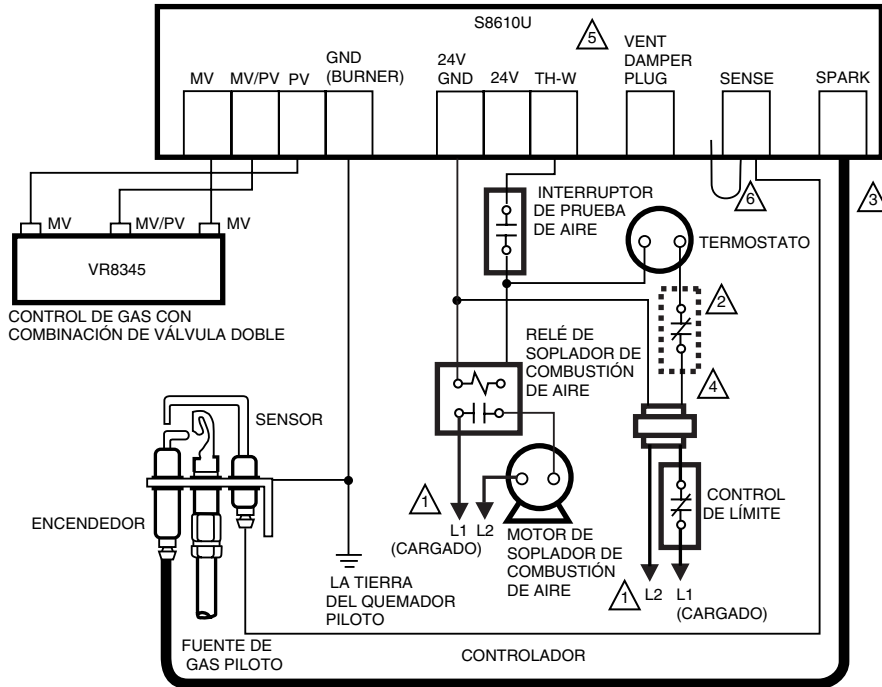 S8610U
5
MV
MV/PV
PV
GND
(BURNER)
24V
GND
24V
TH-W
VENT
DAMPER
PLUG
SENSE
SPARK
6
3
MV
MV/PV
MV
VR8345
CONTROL DE GAS CON
COMBINACIÓN DE VÁLVULA DOBLE
INTERRUPTOR
DE PRUEBA
DE AIRE
TERMOSTATO
2
RELÉ DE
SOPLADOR DE
COMBUSTIÓN
DE AIRE
4
SENSOR
ENCENDEDOR
1
L1
(CARGADO)
L2
MOTOR DE
SOPLADOR DE
COMBUSTIÓN
DE AIRE
CONTROL
DE LÍMITE
1
L2
L1
(CARGADO)
LA TIERRA
DEL QUEMADOR
PILOTO
FUENTE DE
GAS PILOTO
CONTROLADOR